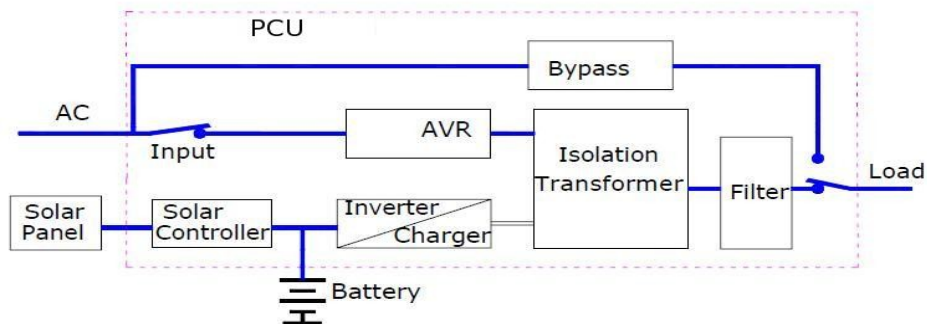 PCU
Bypass
AC
Input
AVR
Isolation
Transformer
Filter
Load
Solar
Panel
Solar
Controller
Inverter
Charger
Battery